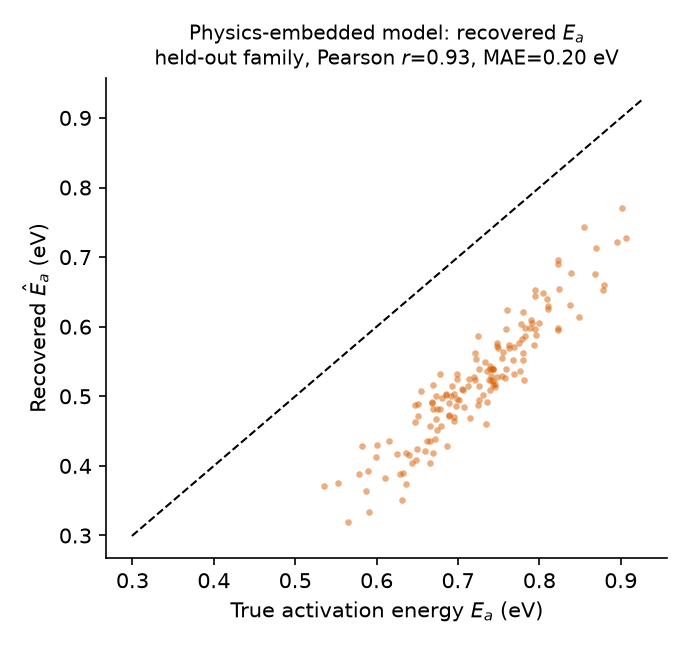 Physics-embedded model: recovered Eₐ
held-out family, Pearson r=0.93, MAE=0.20 eV
0.9
0.8
0.7
0.6
0.5
0.4
0.3
Recovered Êₐ (eV)
0.3 0.4 0.5 0.6 0.7 0.8 0.9
True activation energy Eₐ (eV)